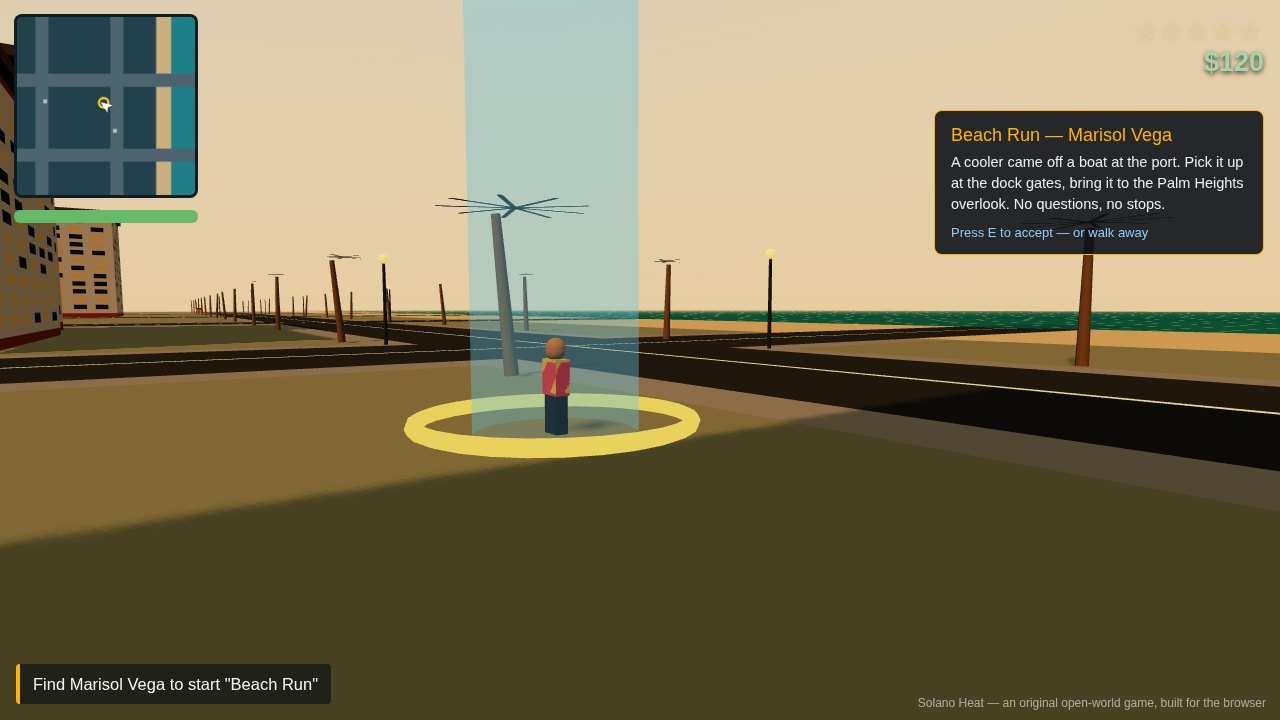 $120
Beach Run — Marisol Vega
A cooler came off a boat at the port. Pick it up
at the dock gates, bring it to the Palm Heights
overlook. No questions, no stops.
Press E to accept — or walk away
Find Marisol Vega to start "Beach Run"
Solano Heat — an original open-world game, built for the browser